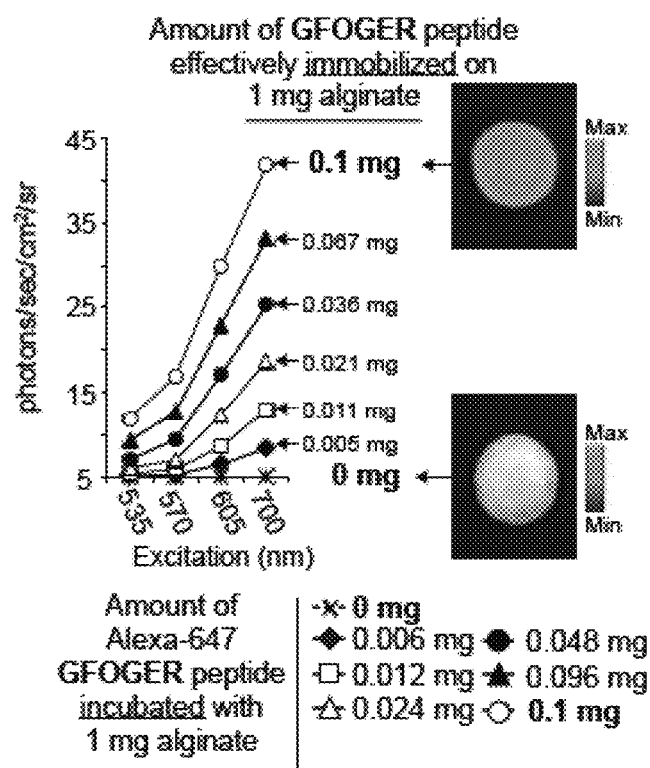 Amount of GFOGER peptide
effectively immobilized on
1 mg alginate
45
35
25
15
5
photons/sec/cm²/sr
535
570
605
700
Excitation (nm)
0.1 mg
0.067 mg
0.036 mg
0.021 mg
0.011 mg
0.005 mg
0 mg
Max
Min
Max
Min
Amount of
Alexa-647
GFOGER peptide
incubated with
1 mg alginate
0 mg
0.006 mg 0.048 mg
0.012 mg 0.096 mg
0.024 mg 0.1 mg